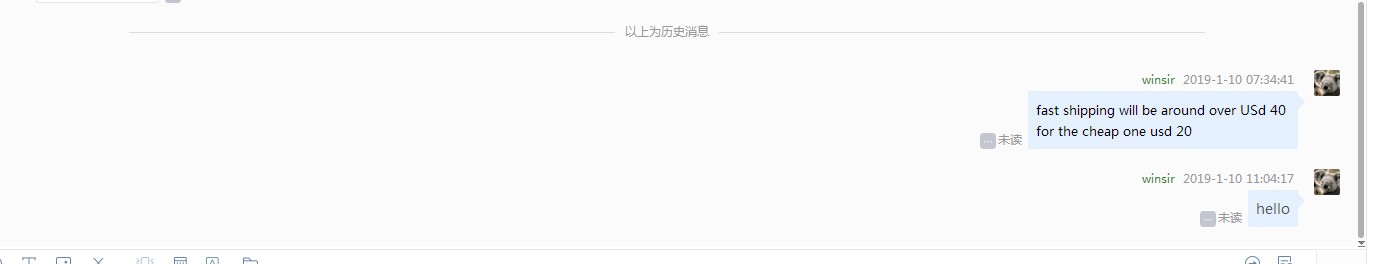 以上为历史消息
winsir 2019-1-10 07:34:41
fast shipping will be around over USd 40
for the cheap one usd 20
未读
winsir 2019-1-10 11:04:17
hello
未读